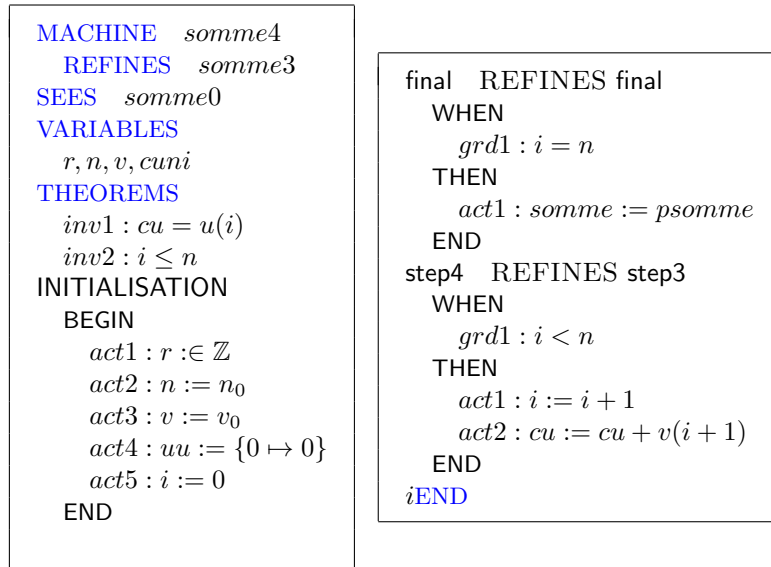 MACHINE somme4
REFINES somme3
SEES somme0
VARIABLES
r, n, v, cuni
THEOREMS
inv1 : cu = u(i)
inv2 : i ≤ n
INITIALISATION
BEGIN
act1 : r :∈ ℤ
act2 : n := n₀
act3 : v := v₀
act4 : uu := {0 ↦ 0}
act5 : i := 0
END
final REFINES final
WHEN
grd1 : i = n
THEN
act1 : somme := psomme
END
step4 REFINES step3
WHEN
grd1 : i < n
THEN
act1 : i := i + 1
act2 : cu := cu + v(i + 1)
END
iEND